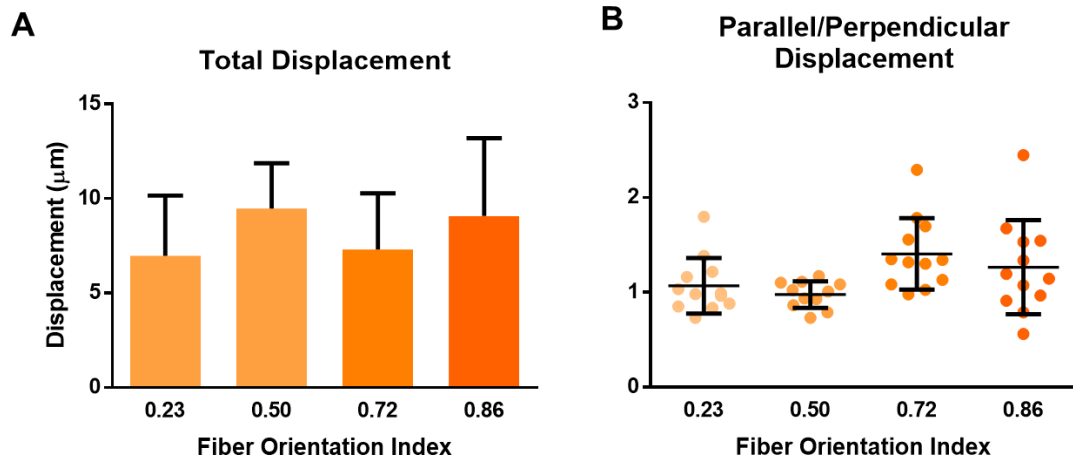 A
Total Displacement
Displacement (μm)
15
10
5
0
0.23 0.50 0.72 0.86
Fiber Orientation Index
B
Parallel/Perpendicular
Displacement
3
2
1
0
0.23 0.50 0.72 0.86
Fiber Orientation Index